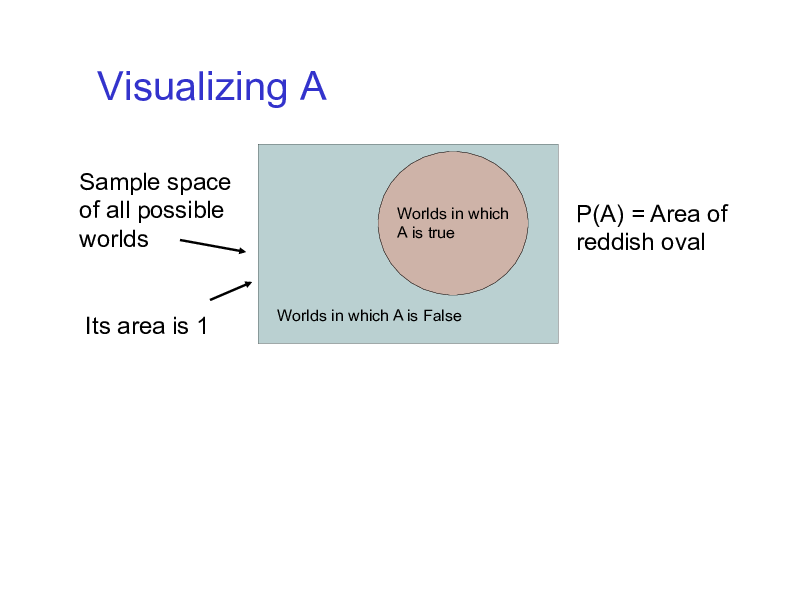 Visualizing A
Sample space
of all possible
worlds
Its area is 1
Worlds in which
A is true
Worlds in which A is False
P(A) = Area of
reddish oval